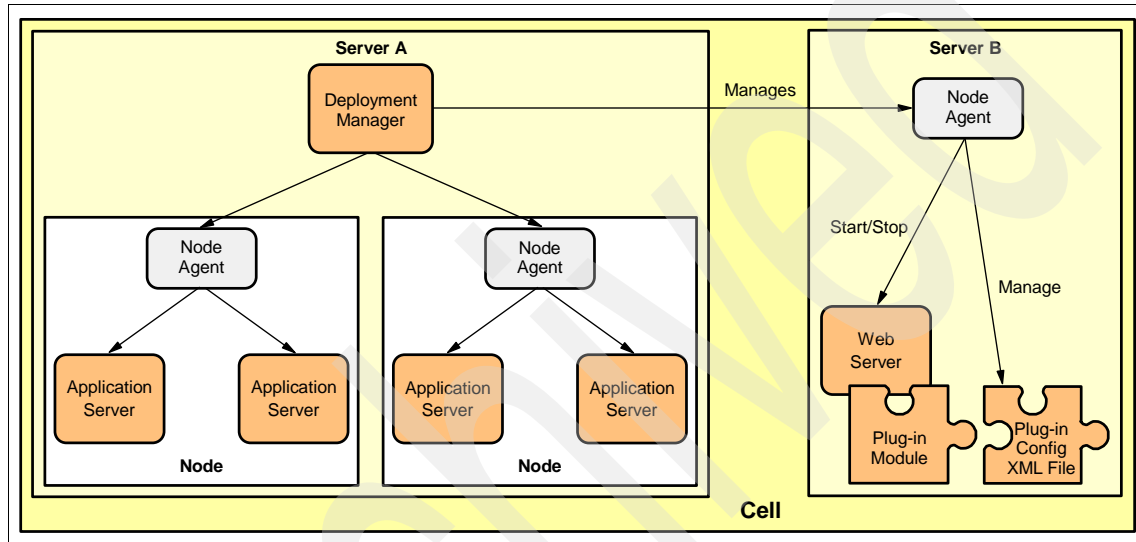 Server A
Server B
Deployment
Manager
Manages
Node
Agent
Node
Agent
Node
Agent
Start/Stop
Manage
Application
Server
Application
Server
Application
Server
Application
Server
Web
Server
Plug-in
Module
Plug-in
Config
XML File
Node
Node
Cell